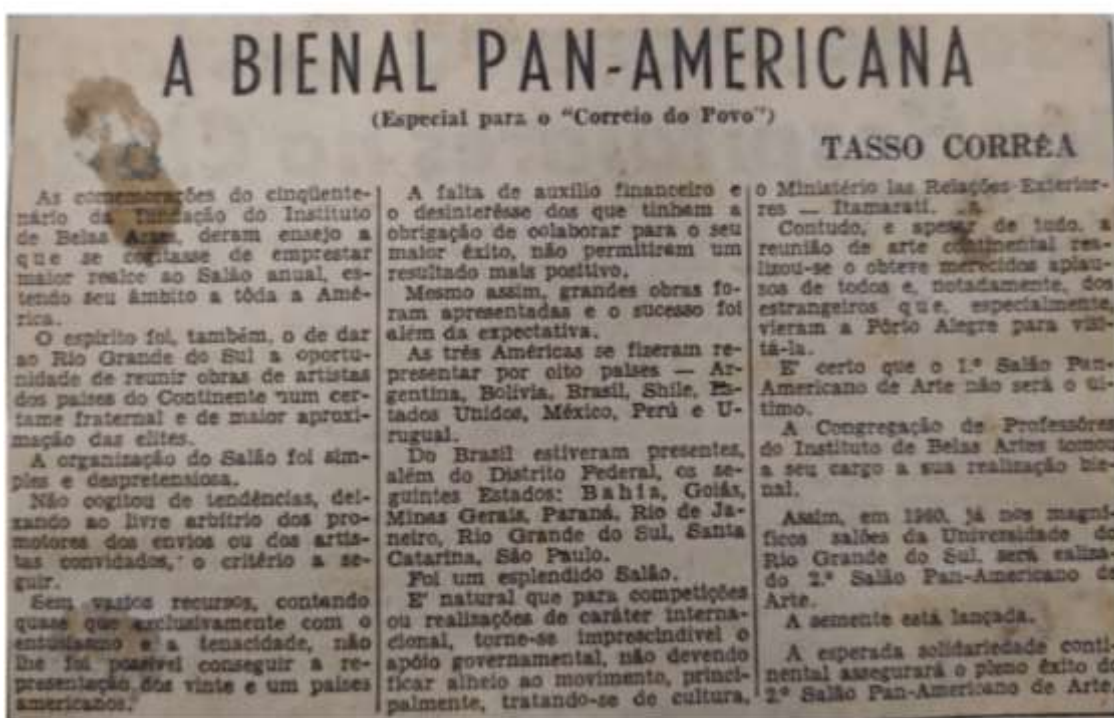 A BIENAL PAN-AMERICANA
(Especial para o "Correio do Povo")
TASSO CORRÊA
As comemorações do cinqüente-
nário da Fundação do Instituto
de Belas Artes, deram ensejo a
que se cogitasse de emprestar
maior realce ao Salão anual, es-
tendo seu âmbito a tôda a Amé-
rica.
O espírito foi, também, o de dar
ao Rio Grande do Sul a oportu-
nidade de reunir obras de artistas
dos países do Continente num cer-
tame fraternal e de maior aproxi-
mação das elites.
A organização do Salão foi sim-
ples e despretensiosa.
Não cogitou de tendências, dei-
xando ao livre arbítrio dos pro-
motores dos envios ou dos artis-
tas convidados, o critério a se-
guir.
Sem vastos recursos, contando
quase que exclusivamente com o
entusiasmo e a tenacidade, não
lhe foi possível conseguir a re-
presentação dos vinte e um países
americanos.
A falta de auxílio financeiro e
o desinterêsse dos que tinham a
obrigação de colaborar para o seu
maior êxito, não permitiram um
resultado mais positivo.
Mesmo assim, grandes obras fo-
ram apresentadas e o sucesso foi
além da expectativa.
As três Américas se fizeram re-
presentar por oito países — Ar-
gentina, Bolívia, Brasil, Shile, Es-
tados Unidos, México, Perú e U-
ruguai.
Do Brasil estiveram presentes,
além do Distrito Federal, os se-
guintes Estados: Bahia, Goiás,
Minas Gerais, Paraná, Rio de Ja-
neiro, Rio Grande do Sul, Santa
Catarina, São Paulo.
Foi um esplendido Salão.
E' natural que para competições
ou realizações de caráter interna-
cional, torne-se imprescindível o
apôio governamental, não devendo
ficar alheio ao movimento, princi-
palmente, tratando-se de cultura,
o Ministério las Relações Exterior-
res — Itamarati.
Contudo, e apesar de tudo, a
reunião de arte continental rea-
lizou-se o obteve merecidos aplau-
sos de todos e, notadamente, dos
estrangeiros que, especialmente
vieram a Pôrto Alegre para visi-
tá-la.
E' certo que o 1.º Salão Pan-
Americano de Arte não será o úl-
timo.
A Congregação de Professôres
do Instituto de Belas Artes tomou
a seu cargo a sua realização bie-
nal.
Assim, em 1960, já nos magní-
ficos salões da Universidade do
Rio Grande do Sul, será ealiza-
do 2.º Salão Pan-Americano de
Arte.
A semente está lançada.
A esperada solidariedade conti-
nental assegurará o pleno êxito do
2.º Salão Pan-Americano de Arte.